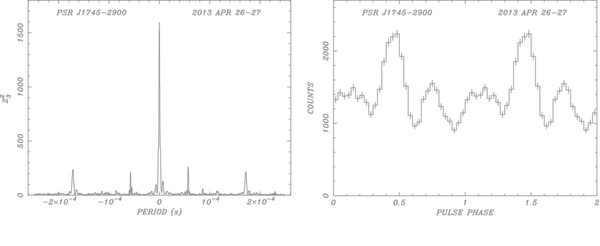 PSR J1745-2900 2013 APR 26-27
Z²₃
1500
1000
500
0
-2×10⁻⁴ -10⁻⁴ 0 10⁻⁴ 2×10⁻⁴
PERIOD (s)
PSR J1745-2900 2013 APR 26-27
COUNTS
2000
1000
0
0 0.5 1 1.5 2
PULSE PHASE